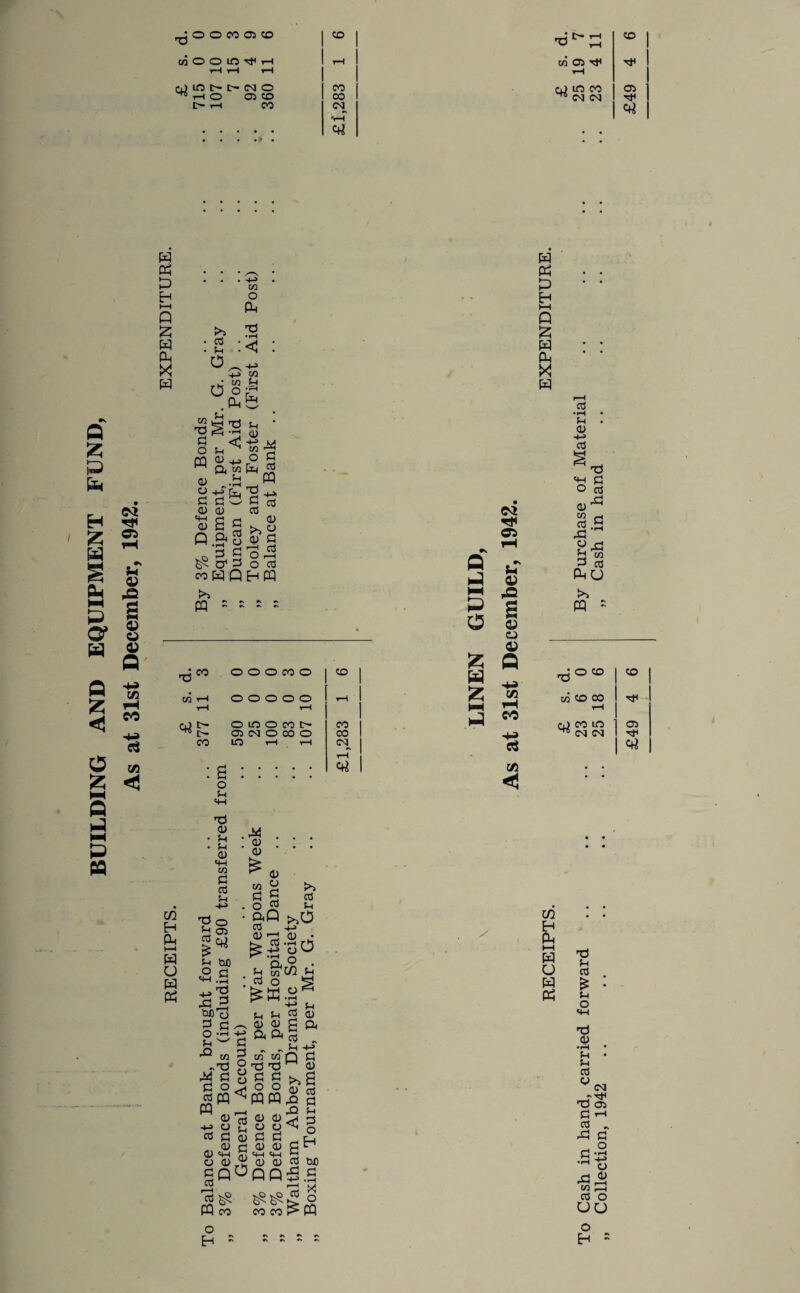 BUILDING AND EQUIPMENT FUND,
As at 31st December, 1942.
RECEIPTS.
£ s. d.
To Balance at Bank, brought forward .. 377 11 3
„ 3% Defence Bonds (including £90 transferred from
General Account) .. .. 590 0 0
„ 3% Defence Bonds, per War Weapons Week .. 25 0 0
„ 3% Defence Bonds, per Hospital Dance .. 100 0 0
„ Waltham Abbey Dramatic Society .. 83 10 3
„ Boxing Tournament, per Mr. G. Gray .. 107 0 0
£1,283 1 6
EXPENDITURE.
£ s. d.
By 3% Defence Bonds .. 715 0 0
„ Equipment, per Mr. G. Gray .. 107 10 0
„ Duncan (First Aid Post) .. 7 15 3
„ Tooley and Foster (First Aid Post) .. 92 4 9
„ Balance at Bank .. 360 11 6
£1,283 1 6
LINEN GUILD,
As at 31st December, 1942.
RECEIPTS.
£ s. d.
To Cash in hand, carried forward .. 23 6 0
„ Collection, 1942 .. 25 18 6
£49 4 6
EXPENDITURE.
£ s. d.
By Purchase of Material .. 25 19 7
„ Cash in hand .. 23 4 11
£49 4 6